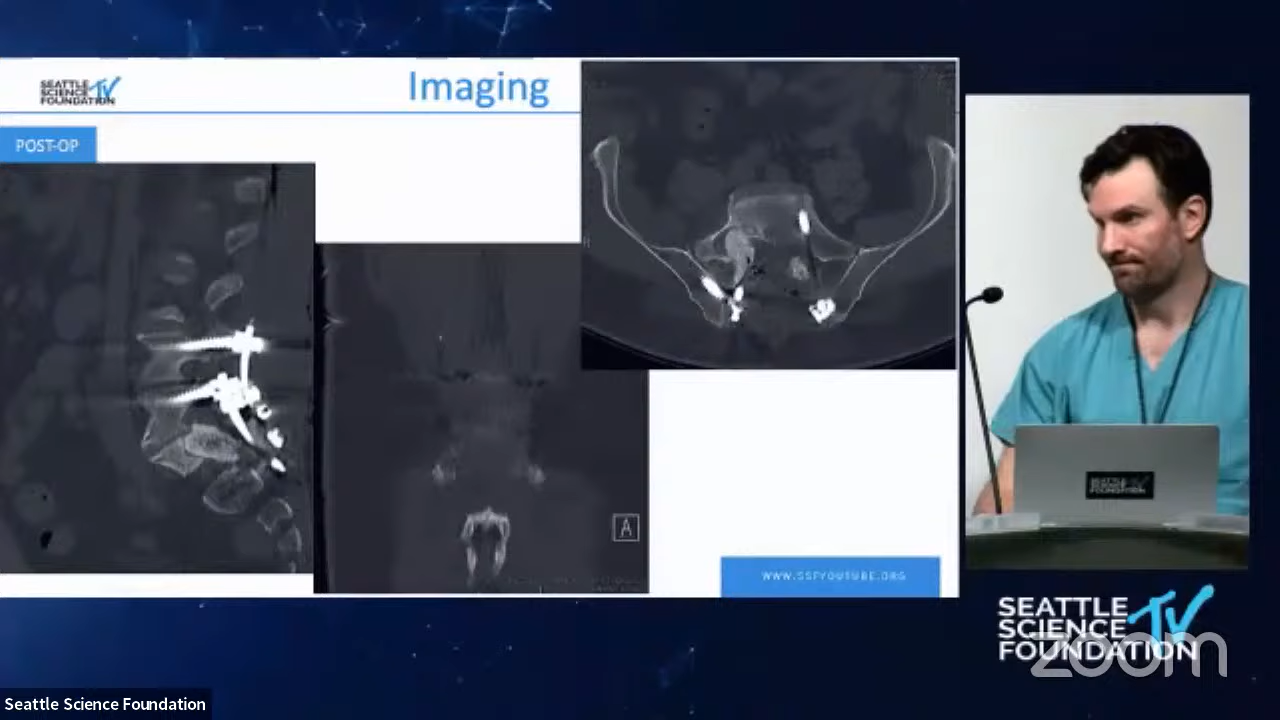 SEATTLE
SCIENCE
FOUNDATION
TV
Imaging
POST-OP
A
WWW.SSFYOUTUBE.ORG
SEATTLE
SCIENCE
FOUNDATION
SEATTLE
SCIENCE
FOUNDATION
TV
zoom
Seattle Science Foundation